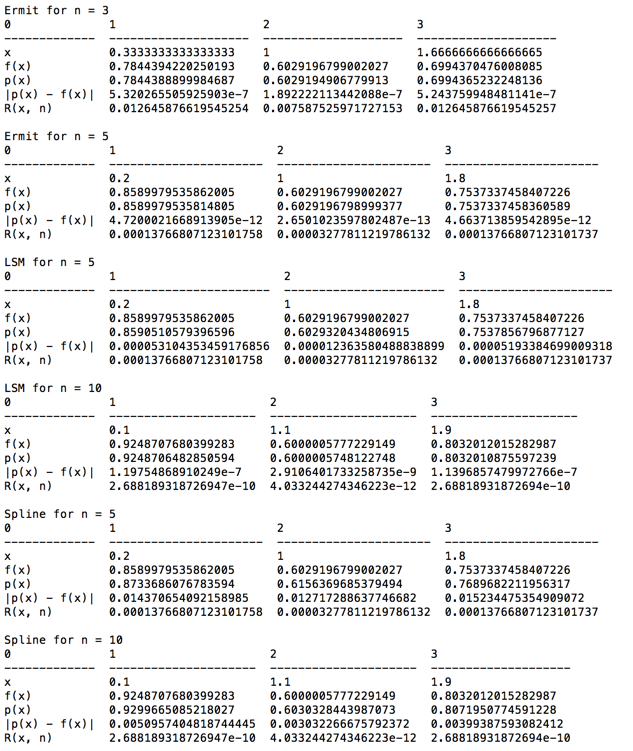 Ermit for n = 3
0 1 2 3
------------- ---------------------- ---------------------- --------------------
x 0.3333333333333333 1 1.6666666666666665
f(x) 0.7844394220250193 0.6029196799002027 0.6994370476008085
p(x) 0.7844388899984687 0.6029194906779913 0.6994365232248136
|p(x) - f(x)| 5.320265505925903e-7 1.892222113442088e-7 5.243759948481141e-7
R(x, n) 0.012645876619545254 0.007587525971727153 0.012645876619545257
Ermit for n = 5
0 1 2 3
------------- ---------------------- ---------------------- ----------------------
x 0.2 1 1.8
f(x) 0.8589979535862005 0.6029196799002027 0.7537337458407226
p(x) 0.8589979535814805 0.6029196798999377 0.7537337458360589
|p(x) - f(x)| 4.7200021668913905e-12 2.6501023597802487e-13 4.663713859542895e-12
R(x, n) 0.00013766807123101758 0.00003277811219786132 0.00013766807123101737
LSM for n = 5
0 1 2 3
------------- ----------------------- ----------------------- ----------------------
x 0.2 1 1.8
f(x) 0.8589979535862005 0.6029196799002027 0.7537337458407226
p(x) 0.8590510579396596 0.6029320434806915 0.7537856796877127
|p(x) - f(x)| 0.000053104353459176856 0.000012363580488838899 0.00005193384699009318
R(x, n) 0.00013766807123101758 0.00003277811219786132 0.00013766807123101737
LSM for n = 10
0 1 2 3
------------- --------------------- --------------------- ---------------------
x 0.1 1.1 1.9
f(x) 0.9248707680399283 0.6000005777229149 0.8032012015282987
p(x) 0.9248706482850594 0.6000005748122748 0.8032010875597239
|p(x) - f(x)| 1.19754868910249e-7 2.9106401733258735e-9 1.1396857479972766e-7
R(x, n) 2.688189318726947e-10 4.033244274346223e-12 2.68818931872694e-10
Spline for n = 5
0 1 2 3
------------- ---------------------- ---------------------- ----------------------
x 0.2 1 1.8
f(x) 0.8589979535862005 0.6029196799002027 0.7537337458407226
p(x) 0.8733686076783594 0.6156369685379494 0.7689682211956317
|p(x) - f(x)| 0.014370654092158985 0.012717288637746682 0.015234475354909072
R(x, n) 0.00013766807123101758 0.00003277811219786132 0.00013766807123101737
Spline for n = 10
0 1 2 3
------------- --------------------- --------------------- --------------------
x 0.1 1.1 1.9
f(x) 0.9248707680399283 0.6000005777229149 0.8032012015282987
p(x) 0.9299665085218027 0.6030328443987073 0.8071950774591228
|p(x) - f(x)| 0.0050957404818744445 0.003032266675792372 0.00399387593082412
R(x, n) 2.688189318726947e-10 4.033244274346223e-12 2.68818931872694e-10